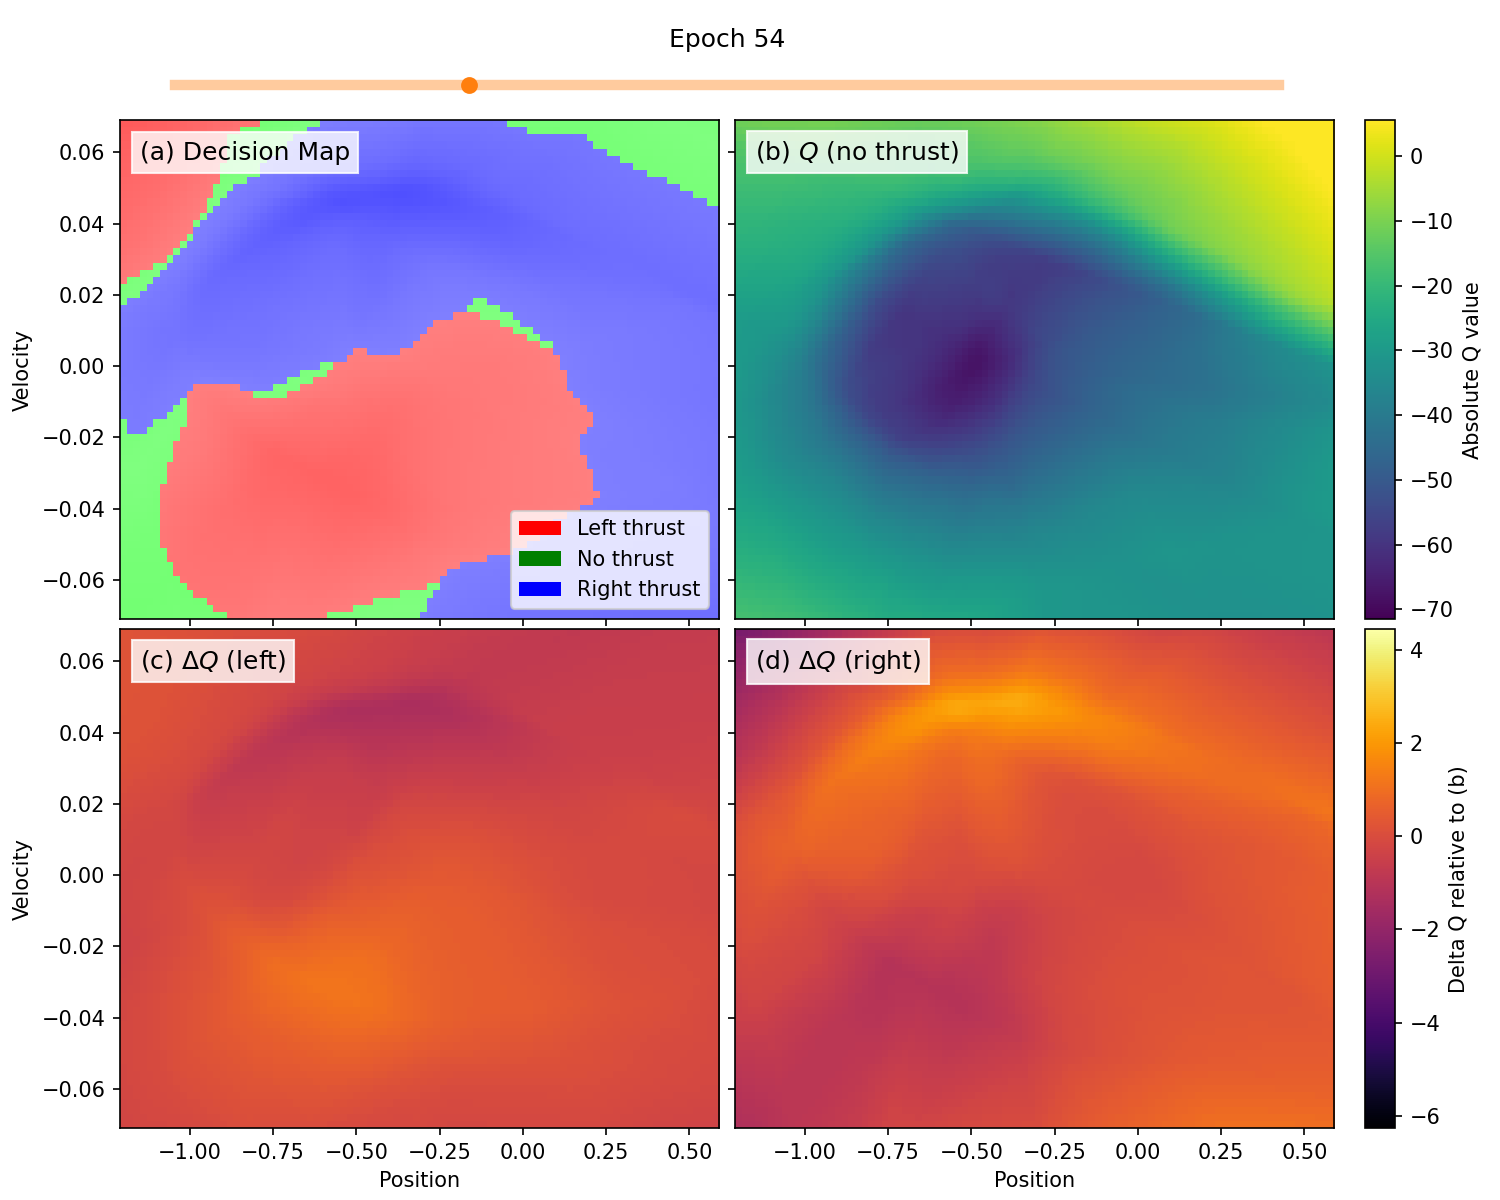 Epoch 54
(a) Decision Map
(b) Q (no thrust)
0.06
0.04
0.02
0.00
−0.02
−0.04
−0.06
Velocity
Left thrust
No thrust
Right thrust
0
−10
−20
−30
−40
−50
−60
−70
Absolute Q value
(c) ΔQ (left)
(d) ΔQ (right)
0.06
0.04
0.02
0.00
−0.02
−0.04
−0.06
Velocity
4
2
0
−2
−4
−6
Delta Q relative to (b)
−1.00 −0.75 −0.50 −0.25 0.00 0.25 0.50
Position
−1.00 −0.75 −0.50 −0.25 0.00 0.25 0.50
Position